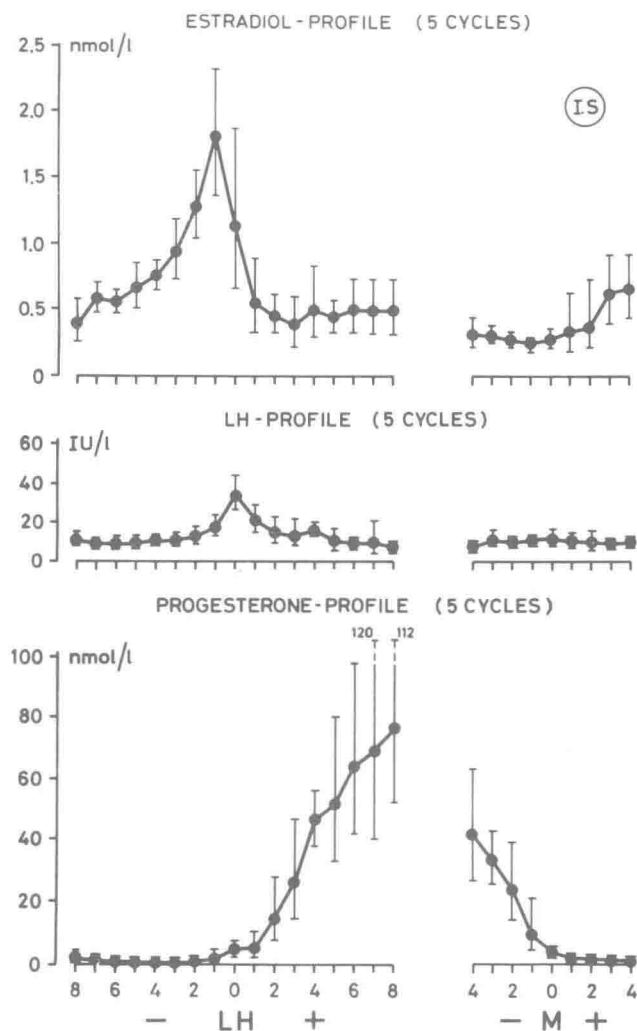 ESTRADIOL-PROFILE (5 CYCLES)
nmol/l
2.5
2.0
1.5
1.0
0.5
0
I.S
LH-PROFILE (5 CYCLES)
IU/l
60
40
20
0
PROGESTERONE-PROFILE (5 CYCLES)
120 112
nmol/l
100
80
60
40
20
0
8 6 4 2 0 2 4 6 8 4 2 0 2 4
— LH + — M +